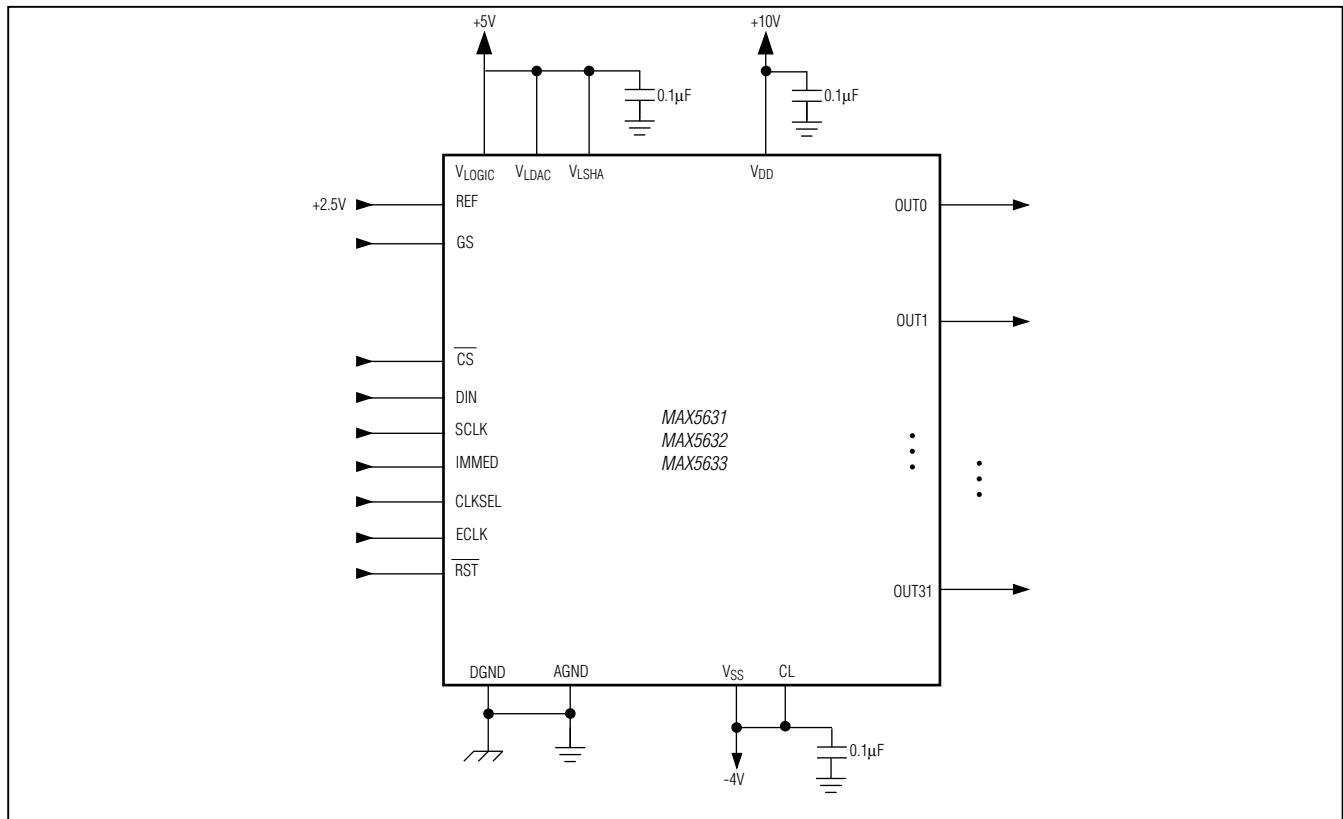 +5V
+10V
0.1µF
0.1µF
VLOGIC
VLDAC
VLSHA
VDD
+2.5V
REF
OUT0
GS
OUT1
CS
DIN
SCLK
IMMED
CLKSEL
ECLK
RST
MAX5631
MAX5632
MAX5633
OUT31
DGND
AGND
VSS
CL
0.1µF
-4V